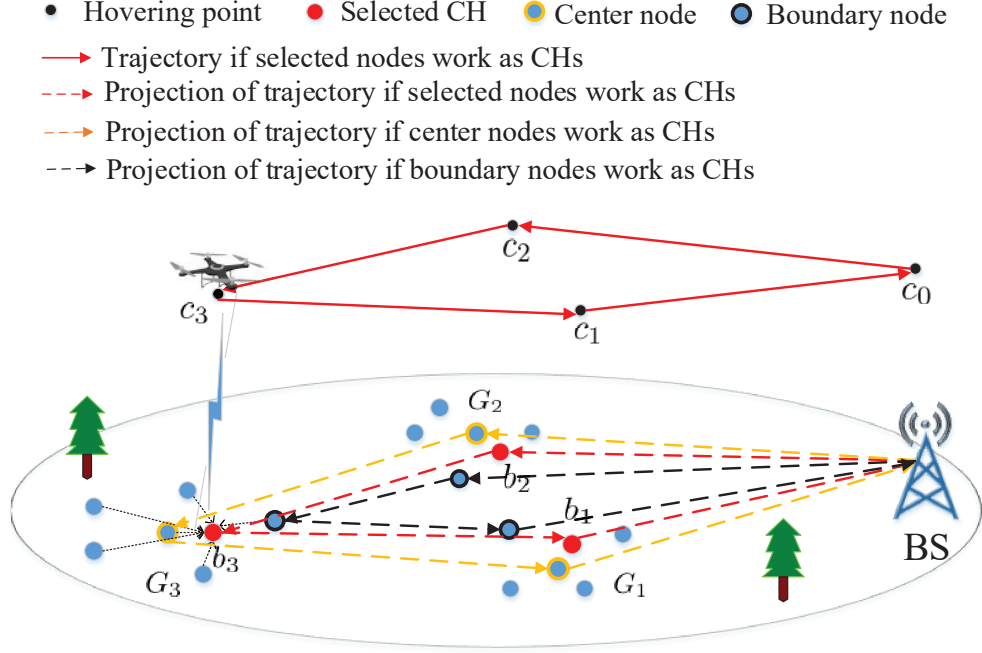 Hovering point Selected CH Center node Boundary node
Trajectory if selected nodes work as CHs
Projection of trajectory if selected nodes work as CHs
Projection of trajectory if center nodes work as CHs
Projection of trajectory if boundary nodes work as CHs
c₂
c₀
c₃
c₁
G₂
b₂
b₁
BS
b₃
G₃
G₁